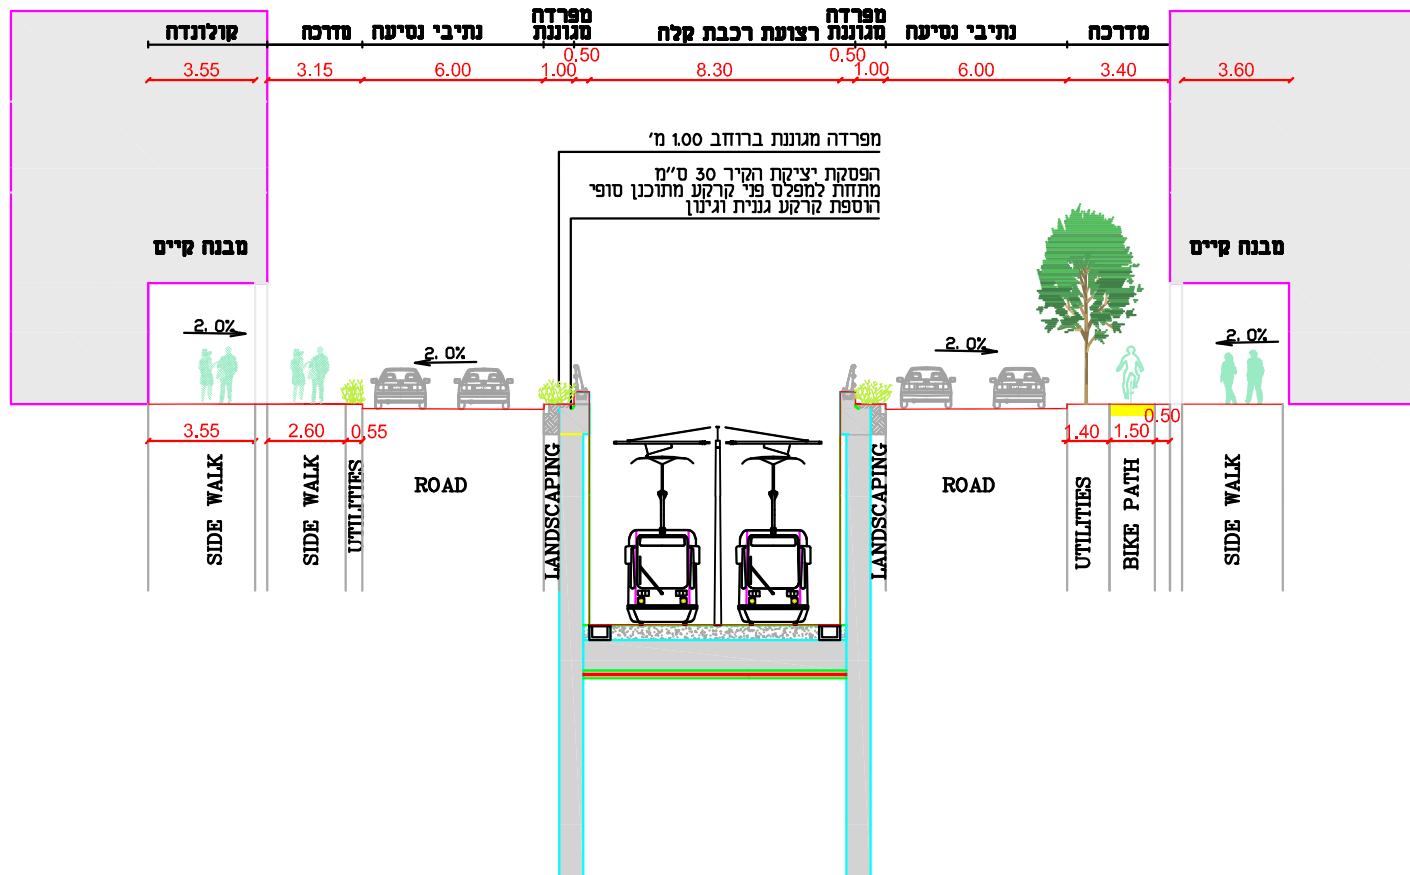 קולונדה
מדרכה
נתיבי נסיעה
מפרדה
מגוננת
רצועת רכבת קלה
מפרדה
מגוננת
נתיבי נסיעה
מדרכה
3.55
3.15
6.00
1.00
0.50
8.30
0.50
1.00
6.00
3.40
3.60
מפרדה מגוננת ברוחב 1.00 מ'
הפסקת יציקת הקיר 30 ס"מ
מתחת למפלס פני קרקע מתוכנן סופי
הוספת קרקע גננית וגינון
מבנה קיים
מבנה קיים
2.0%
2.0%
2.0%
2.0%
3.55
2.60
0.55
1.40
1.50
0.50
SIDE WALK
SIDE WALK
UTILITIES
ROAD
LANDSCAPING
LANDSCAPING
ROAD
UTILITIES
BIKE PATH
SIDE WALK